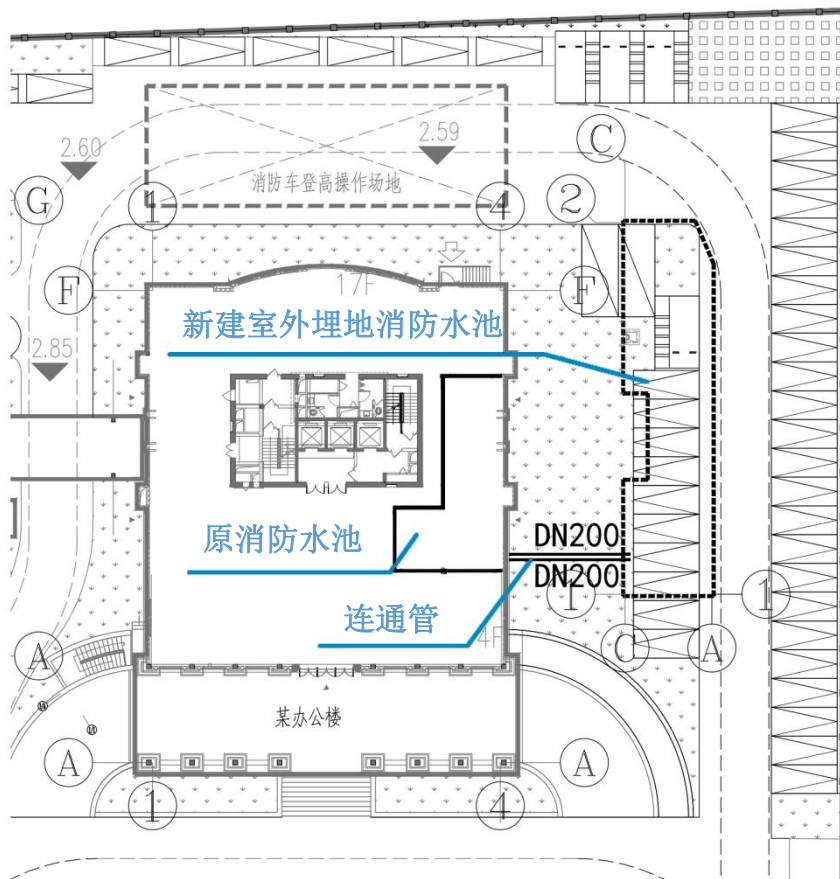 C
2.60
2.59
消防车登高操作场地
G
1
4
2
F
17F
F
新建室外埋地消防水池
2.85
原消防水池
DN200
DN200
连通管
1
1
4F
A
C
A
某办公楼
A
A
1
4